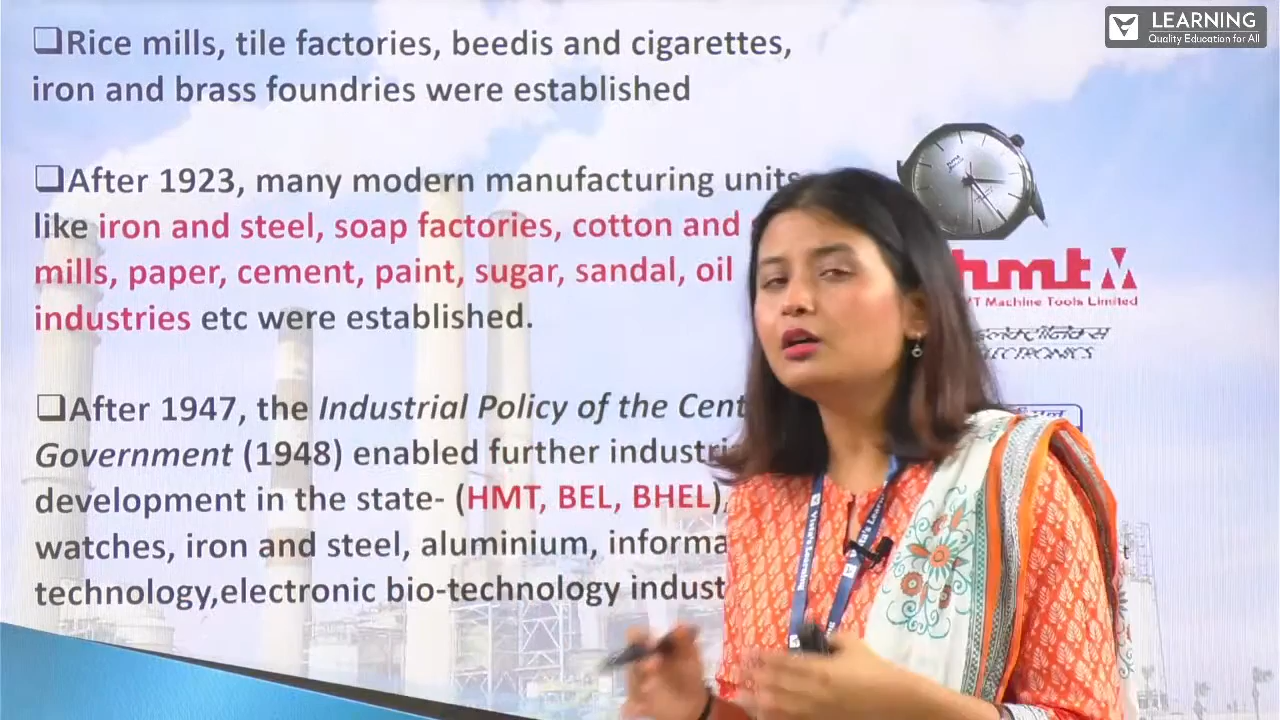 LEARNING
Quality Education for All
❑Rice mills, tile factories, beedis and cigarettes,
iron and brass foundries were established
❑After 1923, many modern manufacturing units
like iron and steel, soap factories, cotton and
mills, paper, cement, paint, sugar, sandal, oil
industries etc were established.
❑After 1947, the Industrial Policy of the Cent
Government (1948) enabled further industri
development in the state- (HMT, BEL, BHEL),
watches, iron and steel, aluminium, informa
technology,electronic bio-technology indust
hmt
MT Machine Tools Limited
ELECTRONICS